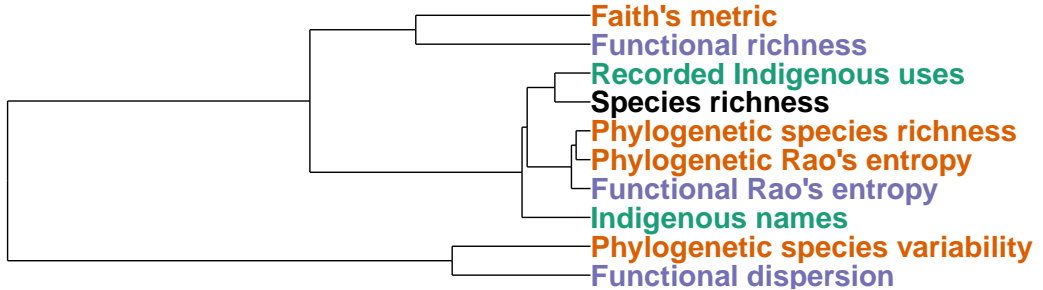 Faith's metric
Functional richness
Recorded Indigenous uses
Species richness
Phylogenetic species richness
Phylogenetic Rao's entropy
Functional Rao's entropy
Indigenous names
Phylogenetic species variability
Functional dispersion